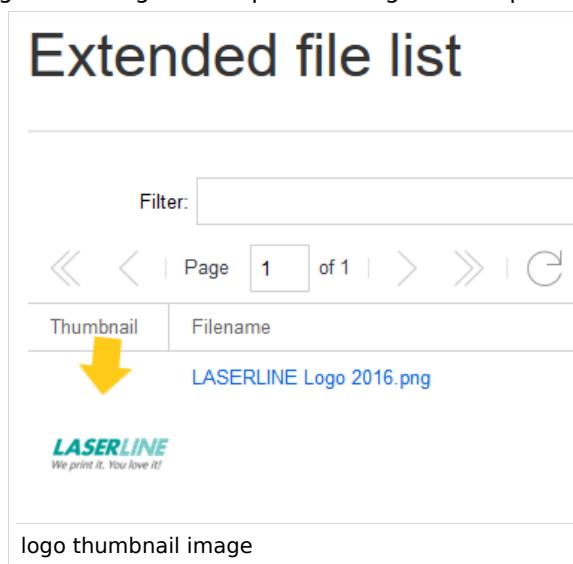 Extended file list
Filter:
Page 1 of 1
Thumbnail Filename
LASERLINE Logo 2016.png
LASERLINE
We print it. You love it!
logo thumbnail image